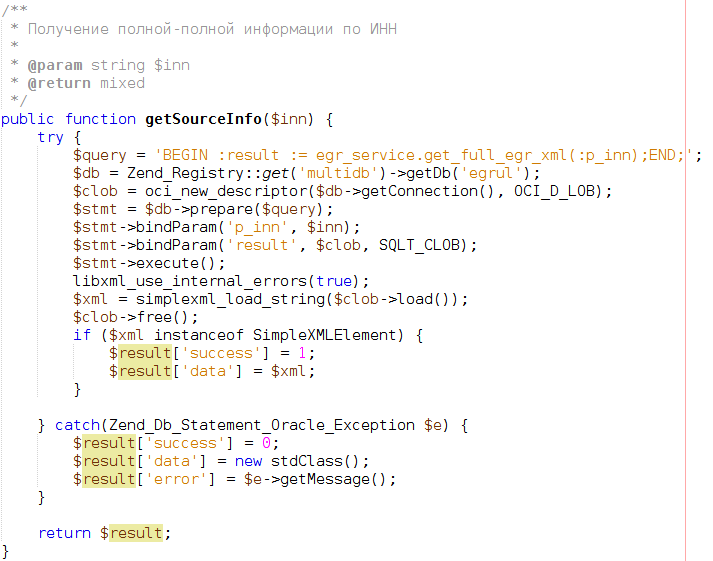 /**
 * Получение полной-полной информации по ИНН
 *
 * @param string $inn
 * @return mixed
 */
public function getSourceInfo($inn) {
    try {
        $query = 'BEGIN :result := egr_service.get_full_egr_xml(:p_inn);END;';
        $db = Zend_Registry::get('multidb')->getDb('egrul');
        $clob = oci_new_descriptor($db->getConnection(), OCI_D_LOB);
        $stmt = $db->prepare($query);
        $stmt->bindParam('p_inn', $inn);
        $stmt->bindParam('result', $clob, SQLT_CLOB);
        $stmt->execute();
        libxml_use_internal_errors(true);
        $xml = simplexml_load_string($clob->load());
        $clob->free();
        if ($xml instanceof SimpleXMLElement) {
            $result['success'] = 1;
            $result['data'] = $xml;
        }

    } catch(Zend_Db_Statement_Oracle_Exception $e) {
        $result['success'] = 0;
        $result['data'] = new stdClass();
        $result['error'] = $e->getMessage();
    }

    return $result;
}